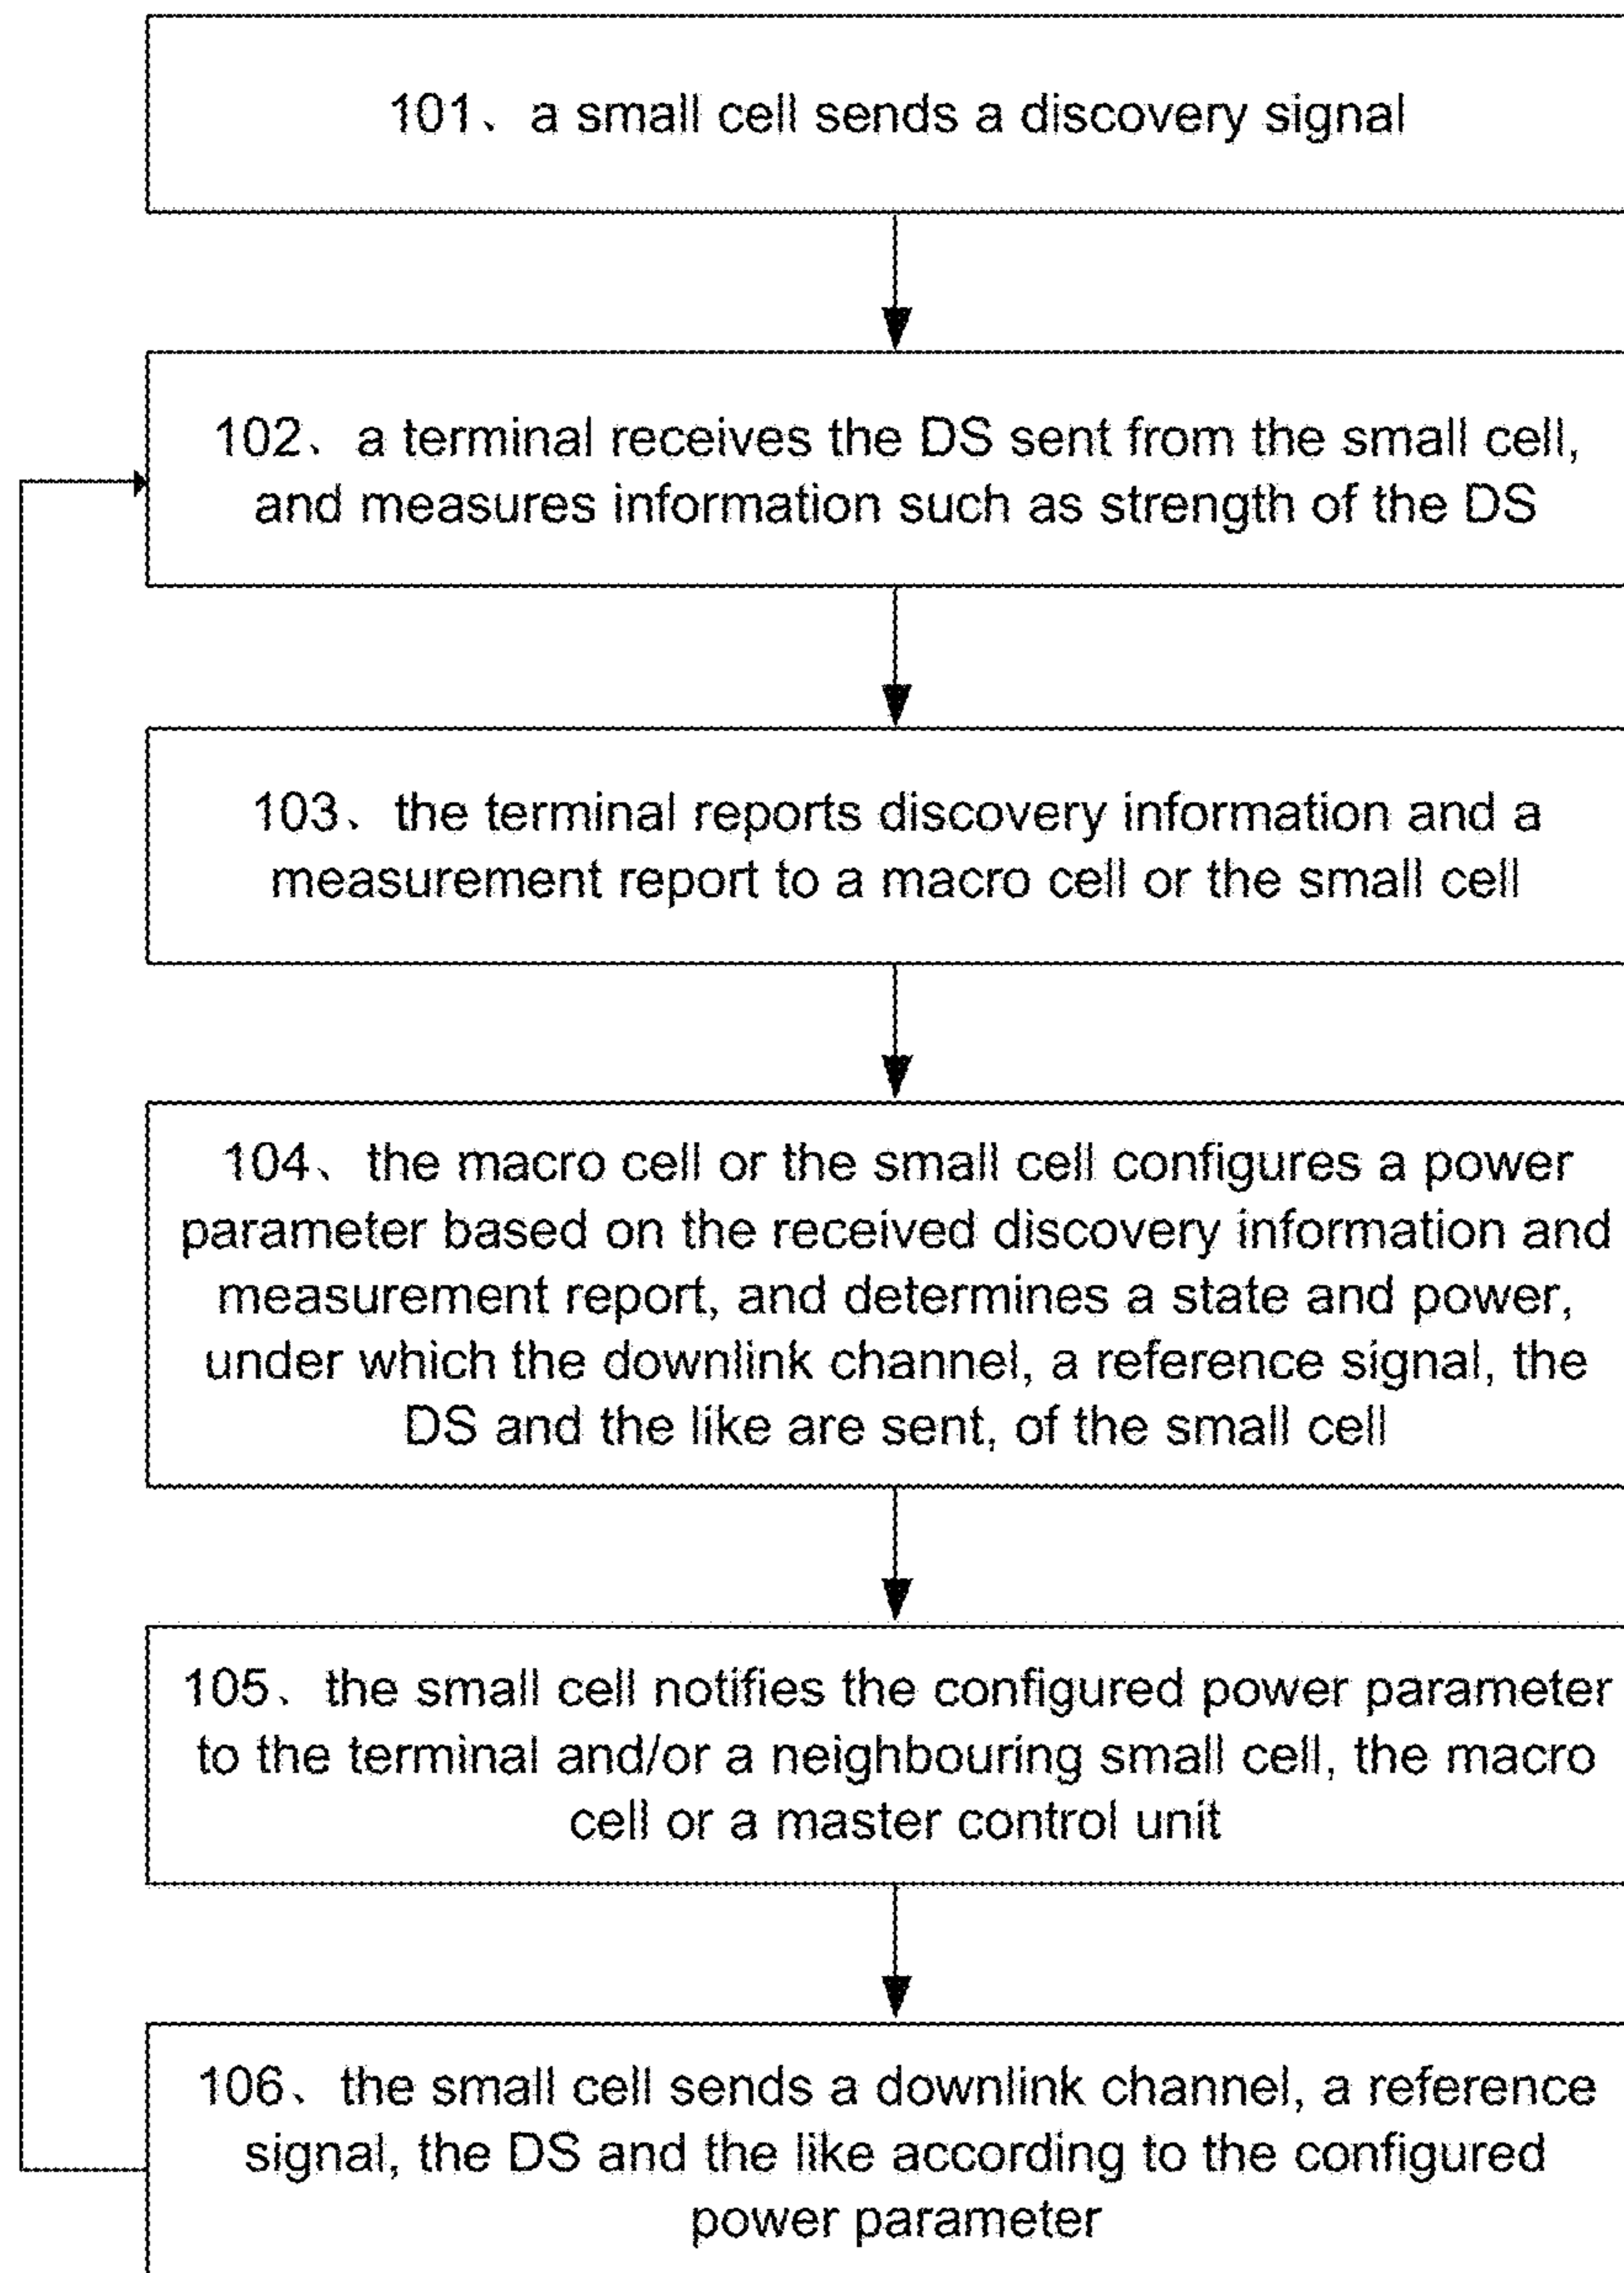 101、a small cell sends a discovery signal
102、a terminal receives the DS sent from the small cell,
and measures information such as strength of the DS
103、the terminal reports discovery information and a
measurement report to a macro cell or the small cell
104、the macro cell or the small cell configures a power
parameter based on the received discovery information and
measurement report, and determines a state and power,
under which the downlink channel, a reference signal, the
DS and the like are sent, of the small cell
105、the small cell notifies the configured power parameter
to the terminal and/or a neighbouring small cell, the macro
cell or a master control unit
106、the small cell sends a downlink channel, a reference
signal, the DS and the like according to the configured
power parameter